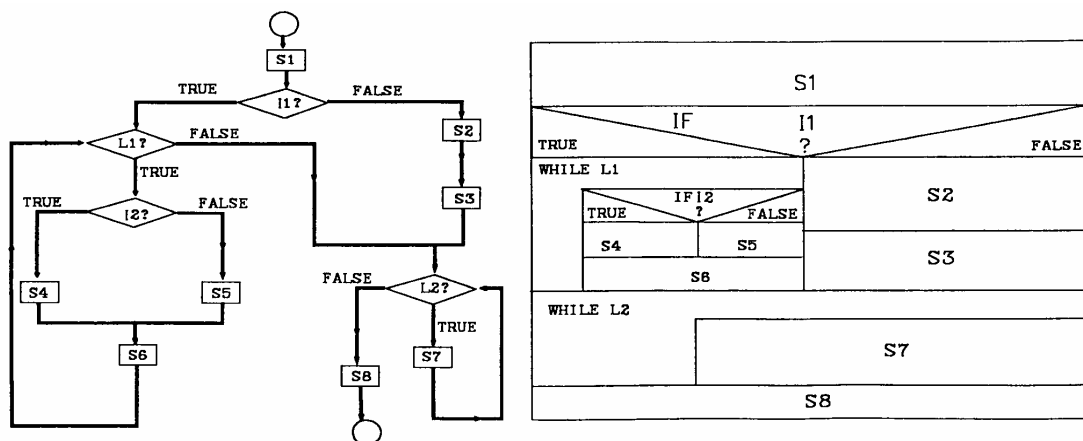 S1
TRUE
I1?
FALSE
L1?
FALSE
S2
TRUE
S3
TRUE
I2?
FALSE
S4
S5
S6
FALSE
L2?
TRUE
S7
S8
S1
IF I1
?
TRUE
FALSE
WHILE L1
IF I2
?
TRUE
FALSE
S4
S5
S6
S2
S3
WHILE L2
S7
S8